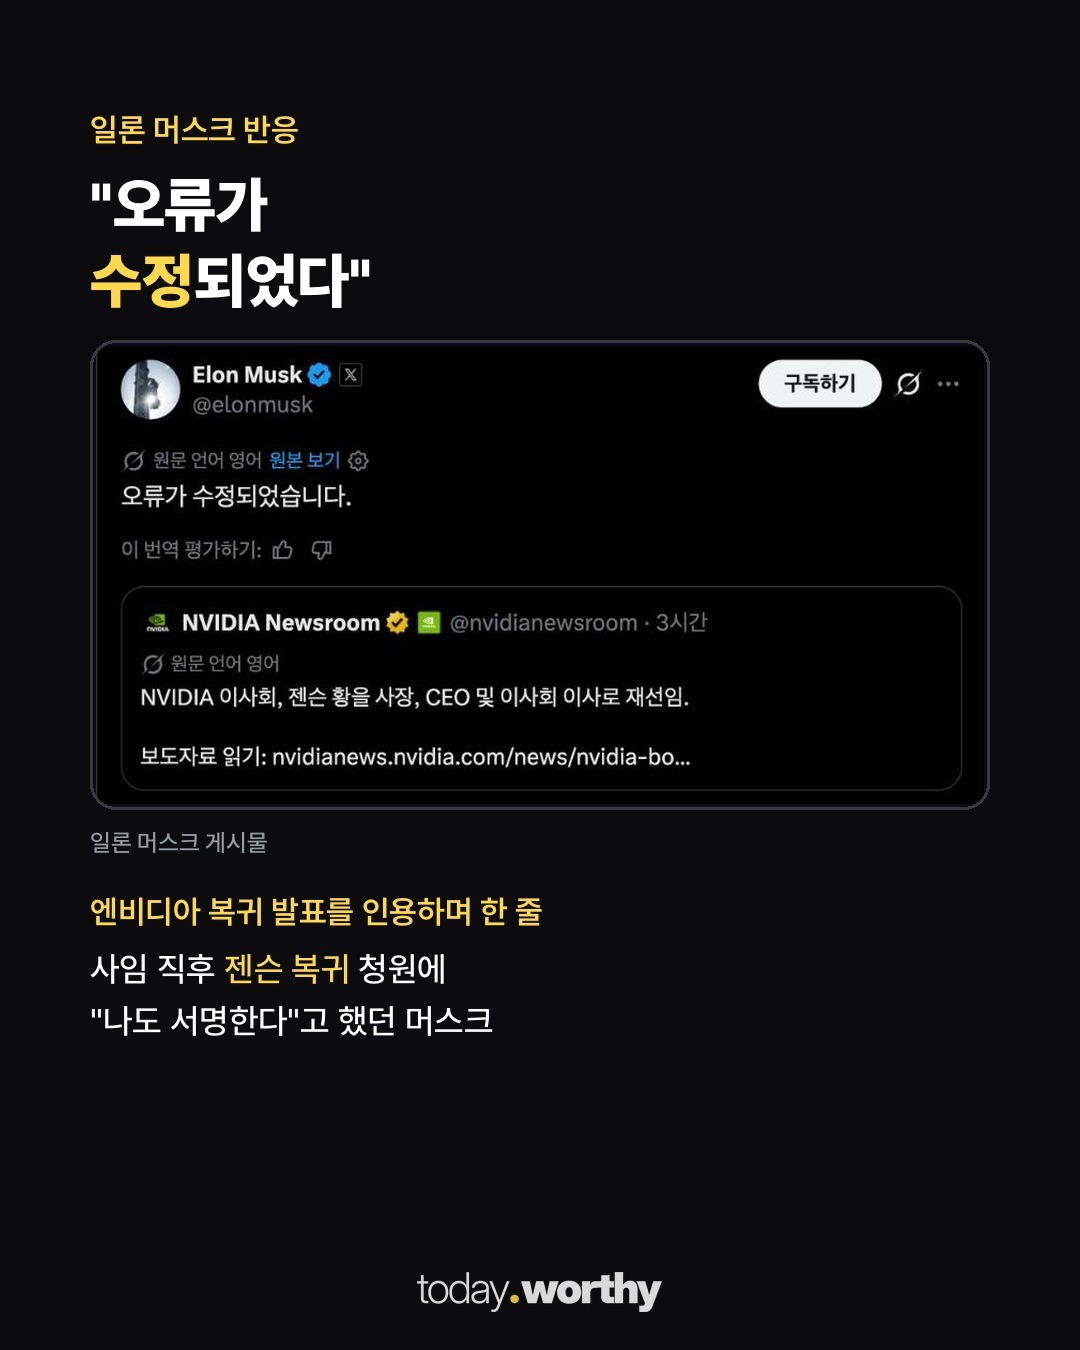 일론 머스크 반응
"오류가
수정되었다"
Elon Musk
@elonmusk
구독하기
원문 언어 영어 원본 보기
오류가 수정되었습니다.
이 번역 평가하기:
NVIDIA Newsroom @nvidianewsroom · 3시간
원문 언어 영어
NVIDIA 이사회, 젠슨 황을 사장, CEO 및 이사회 이사로 재선임.
보도자료 읽기: nvidianews.nvidia.com/news/nvidia-bo...
일론 머스크 게시물
엔비디아 복귀 발표를 인용하며 한 줄
사임 직후 젠슨 복귀 청원에
"나도 서명한다"고 했던 머스크
today.worthy